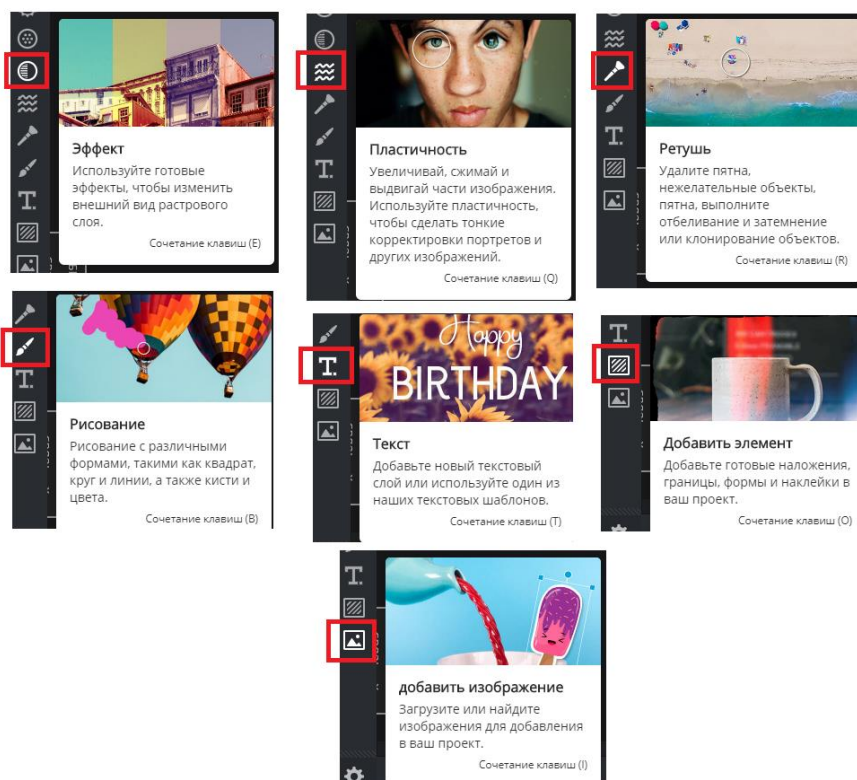 Эффект
Используйте готовые
эффекты, чтобы изменить
внешний вид растрового
слоя.
Сочетание клавиш (E)
Пластичность
Увеличивай, сжимай и
выдвигай части изображения.
Используйте пластичность,
чтобы сделать тонкие
корректировки портретов и
других изображений.
Сочетание клавиш (Q)
Ретушь
Удалите пятна,
нежелательные объекты,
пятна, выполните
отбеливание и затемнение
или клонирование объектов.
Сочетание клавиш (R)
T.
T.
T.
Рисование
Рисование с различными
формами, такими как квадрат,
круг и линии, а также кисти и
цвета.
Сочетание клавиш (B)
T.
Happy
BIRTHDAY
T.
Текст
Добавьте новый текстовый
слой или используйте один из
наших текстовых шаблонов.
Сочетание клавиш (T)
T.
Добавить элемент
Добавьте готовые наложения,
границы, формы и наклейки в
ваш проект.
Сочетание клавиш (O)
T.
добавить изображение
Загрузите или найдите
изображения для добавления
в ваш проект.
Сочетание клавиш (I)